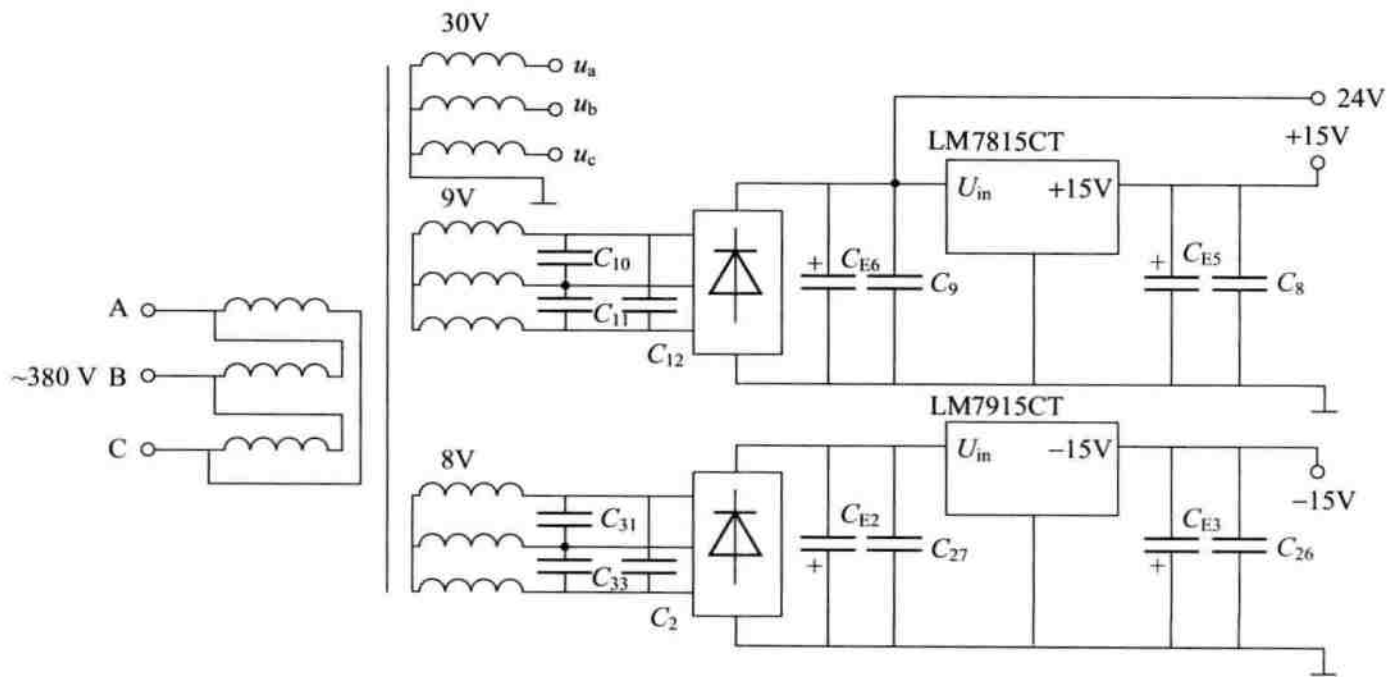 30V
u_a
u_b
u_c
24V
LM7815CT
+15V
U_in
+15V
9V
C_10
C_11
C_12
+
C_E6
C_9
+
C_E5
C_8
A
~380 V B
C
LM7915CT
8V
U_in
−15V
−15V
C_31
C_33
C_2
C_E2
+
C_27
C_E3
+
C_26